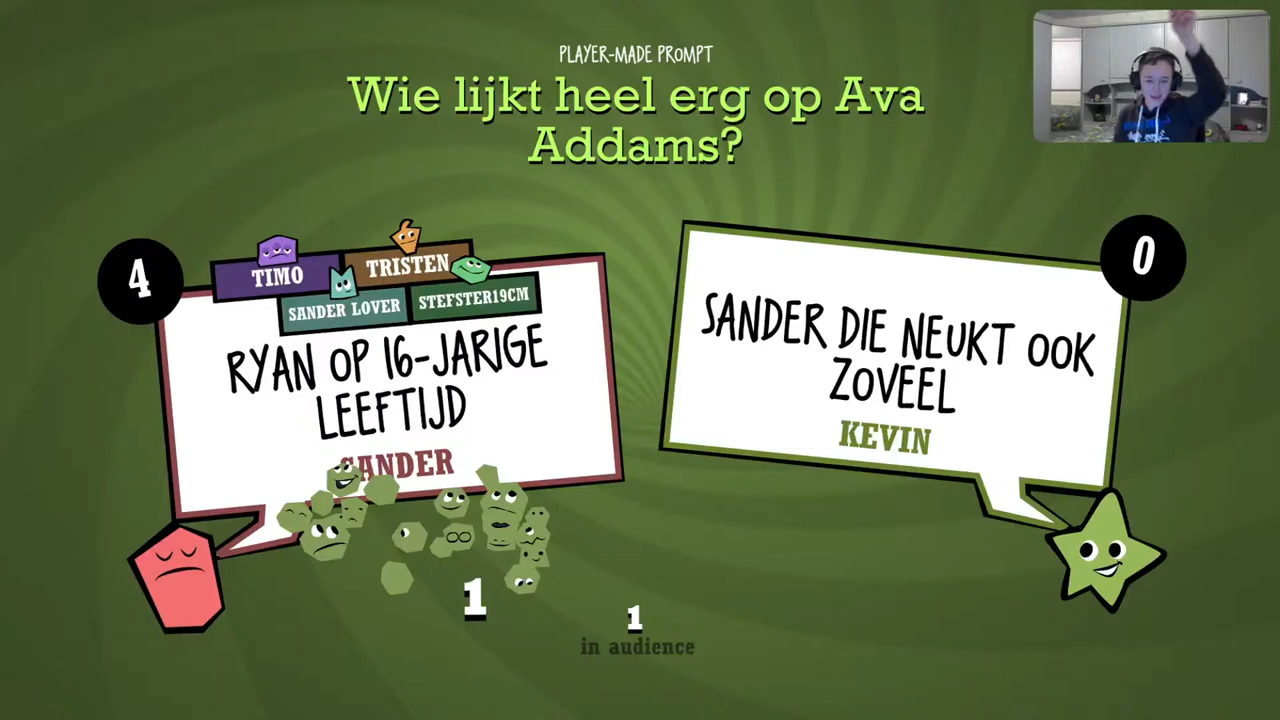 PLAYER-MADE PROMPT
Wie lijkt heel erg op Ava
Addams?
4
TIMO
TRISTEN
SANDER LOVER
STEFSTER19CM
RYAN OP 16-JARIGE
LEEFTIJD
SANDER
0
SANDER DIE NEUKT OOK
ZOVEEL
KEVIN
1
1
in audience